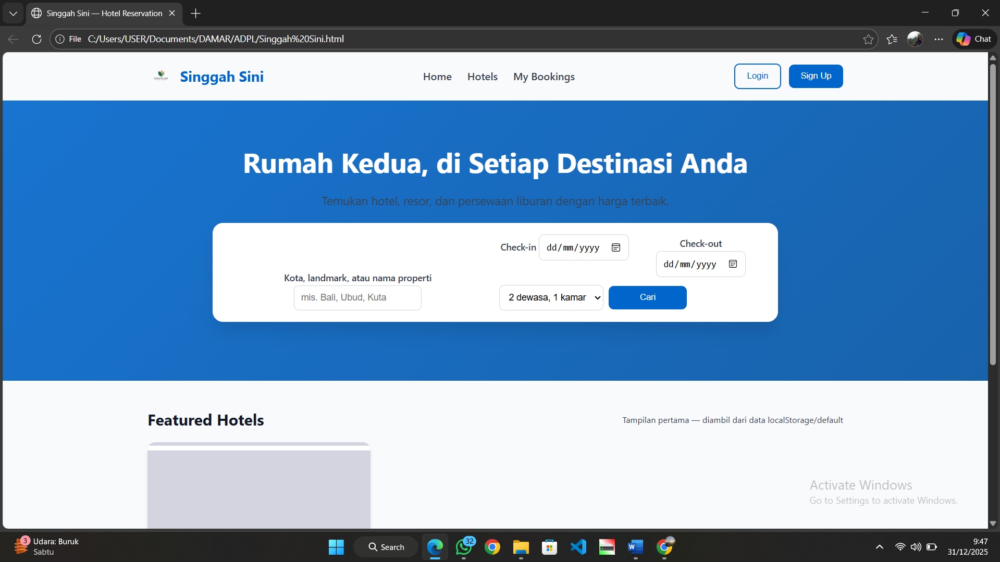 Singgah Sini — Hotel Reservation
File C:/Users/USER/Documents/DAMAR/ADPL/Singgah%20Sini.html
Chat
Singgah Sini
Home
Hotels
My Bookings
Login
Sign Up
Rumah Kedua, di Setiap Destinasi Anda
Temukan hotel, resor, dan persewaan liburan dengan harga terbaik.
Check-in
dd/mm/yyyy
Check-out
dd/mm/yyyy
Kota, landmark, atau nama properti
mis. Bali, Ubud, Kuta
2 dewasa, 1 kamar
Cari
Featured Hotels
Tampilan pertama — diambil dari data localStorage/default
Activate Windows
Go to Settings to activate Windows.
3
Udara: Buruk
Sabtu
Search
32
W
9:47
31/12/2025